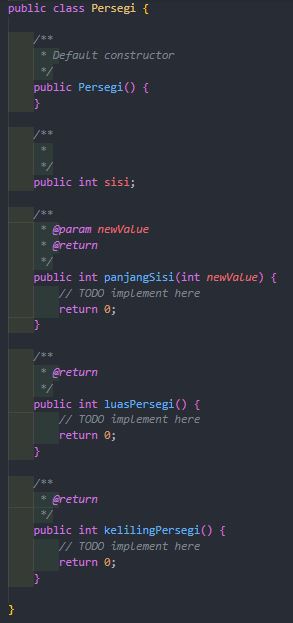 public class Persegi {
/**
* Default constructor
*/
public Persegi() {
}
/**
*
*/
public int sisi;
/**
* @param newValue
* @return
*/
public int panjangSisi(int newValue) {
// TODO implement here
return 0;
}
/**
* @return
*/
public int luasPersegi() {
// TODO implement here
return 0;
}
/**
* @return
*/
public int kelilingPersegi() {
// TODO implement here
return 0;
}
}